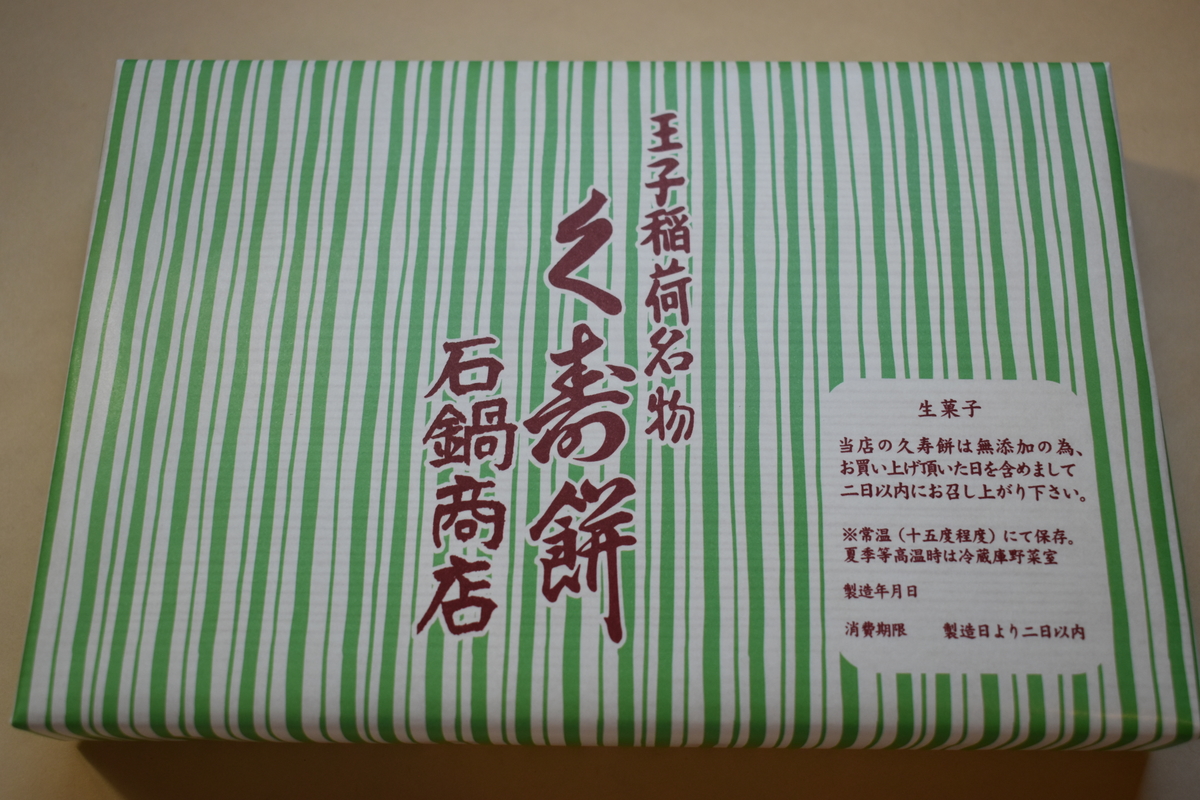 王子稲荷名物
久寿餅
石鍋商店
生菓子
当店の久寿餅は無添加の為、
お買い上げ頂いた日を含めまして
二日以内にお召し上がり下さい。
※常温(十五度程度)にて保存。
夏季等高温時は冷蔵庫野菜室
製造年月日
消費期限 製造日より二日以内